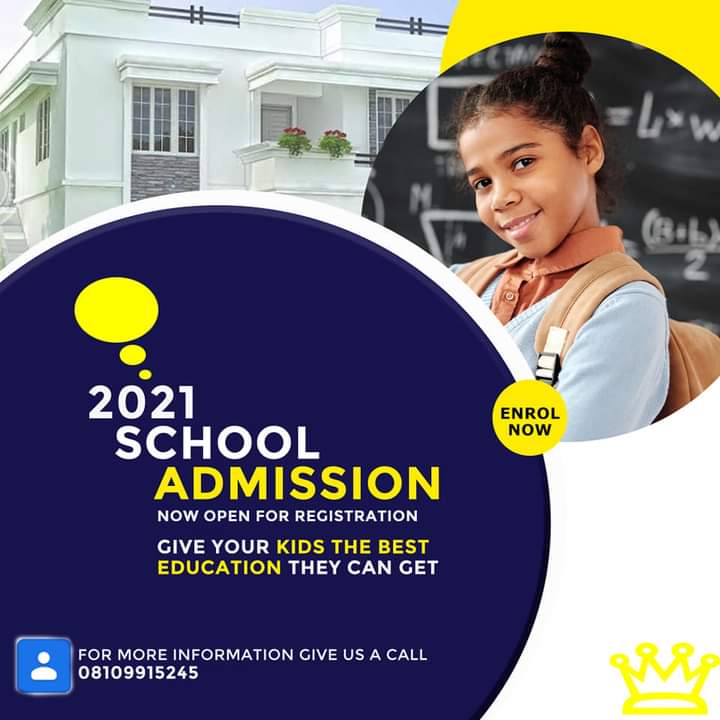 2021
SCHOOL
ADMISSION
NOW OPEN FOR REGISTRATION
GIVE YOUR KIDS THE BEST
EDUCATION THEY CAN GET
ENROL
NOW
FOR MORE INFORMATION GIVE US A CALL
08109915245
= L × W
M
2